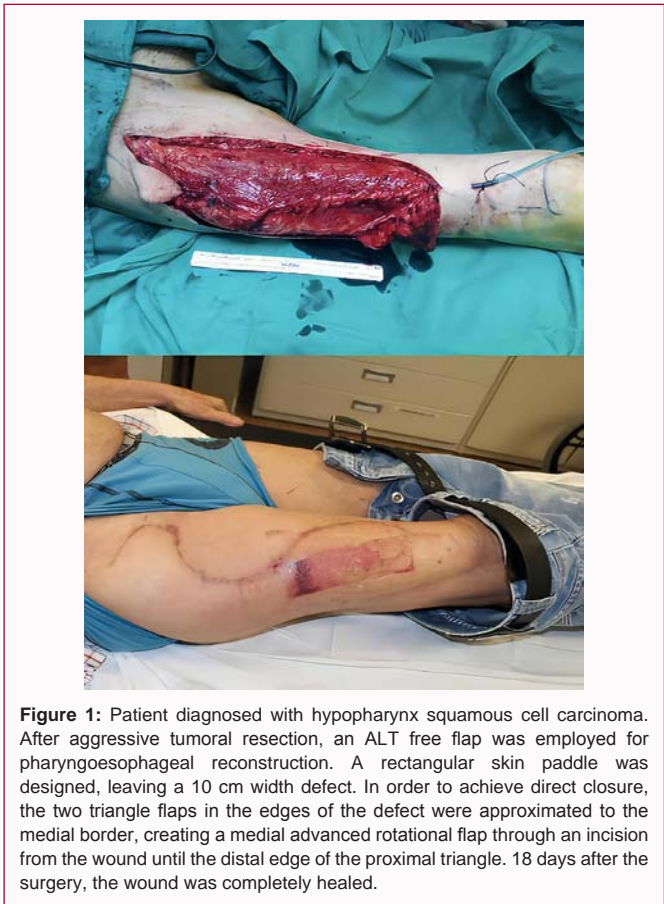 Figure 1: Patient diagnosed with hypopharynx squamous cell carcinoma.
After aggressive tumoral resection, an ALT free flap was employed for
pharyngoesophageal reconstruction. A rectangular skin paddle was
designed, leaving a 10 cm width defect. In order to achieve direct closure,
the two triangle flaps in the edges of the defect were approximated to the
medial border, creating a medial advanced rotational flap through an incision
from the wound until the distal edge of the proximal triangle. 18 days after the
surgery, the wound was completely healed.